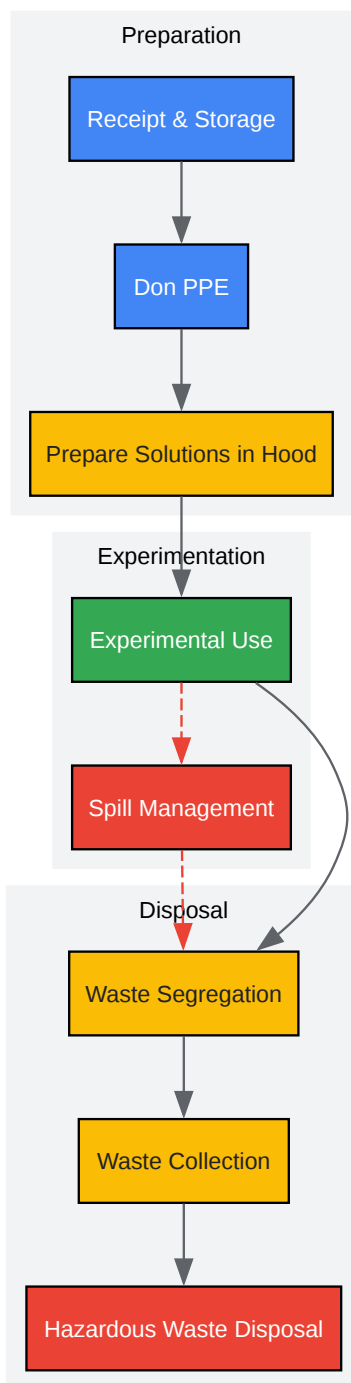 Preparation
Receipt & Storage
Don PPE
Prepare Solutions in Hood
Experimentation
Experimental Use
Spill Management
Disposal
Waste Segregation
Waste Collection
Hazardous Waste Disposal